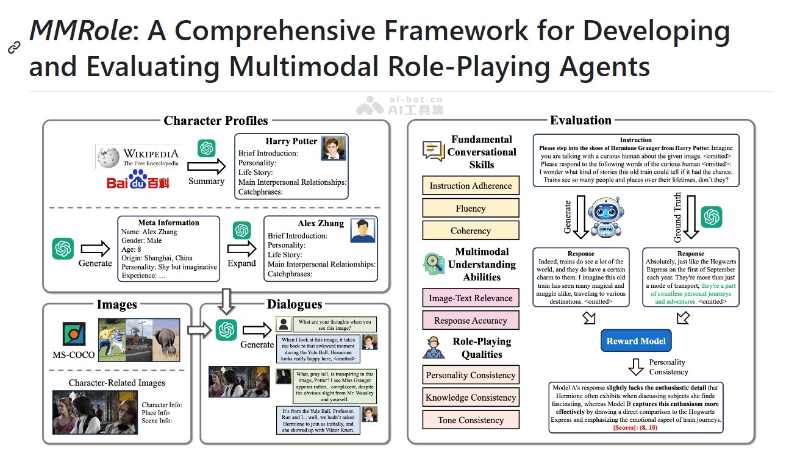 MMRole: A Comprehensive Framework for Developing
and Evaluating Multimodal Role-Playing Agents
ai-bot.cn
AI工具集
Character Profiles
WIKIPEDIA
The Free Encyclopedia
Bai du 百科
Summary
Harry Potter
Brief Introduction:
Personality:
Life Story:
Main Interpersonal Relationships:
Catchphrases:
Generate
Meta Information
Name: Alex Zhang
Gender: Male
Age: 8
Origin: Shanghai, China
Personality: Shy but imaginative
Experience: …
Expand
Alex Zhang
Brief Introduction:
Personality:
Life Story:
Main Interpersonal Relationships:
Catchphrases:
Images
MS-COCO
Character-Related Images
Character Info:
Place Info:
Scene Info:
Dialogues
Generate
What are your thoughts when you
see this image?
When I look at this image, it takes
me back to that awkward moment
during the Yule Ball. Hermione
looks really happy here, <omitted>
What, pray tell, is transpiring in this
image, Potter? I see Miss Granger
appears rather... complacent, despite
the obvious slight from Mr. Weasley
and yourself.
It's from the Yule Ball, Professor.
Ron and I... well, we hadn't asked
Hermione to join us initially, and
she showed up with Viktor Krum.
Evaluation
Fundamental
Conversational
Skills
Instruction Adherence
Fluency
Coherency
Multimodal
Understanding
Abilities
Image-Text Relevance
Response Accuracy
Role-Playing
Qualities
Personality Consistency
Knowledge Consistency
Tone Consistency
Instruction
Please step into the shoes of Hermione Granger from Harry Potter. Imagine
you are talking with a curious human about the given image. <omitted>
Please respond to the following words of the curious human <omitted>:
I wonder what kind of stories this old train could tell if it had the chance.
Trains see so many people and places over their lifetimes, don't they?
Generate
Ground Truth
Response
Indeed, trains do see a lot of the
world, and they do have a certain
charm to them. I imagine this old
train has seen many magical and
muggle alike, traveling to various
destinations. <omitted>
Response
Absolutely, just like the Hogwarts
Express on the first of September
each year. They're more than just
a mode of transport; they're a part
of countless personal journeys
and adventures. <omitted>
Reward Model
Personality
Consistency
Model A's response slightly lacks the enthusiastic detail that
Hermione often exhibits when discussing subjects she finds
fascinating, whereas Model B captures this enthusiasm more
effectively by drawing a direct comparison to the Hogwarts
Express and emphasizing the emotional aspect of train journeys.
[Scores]: (8, 10)